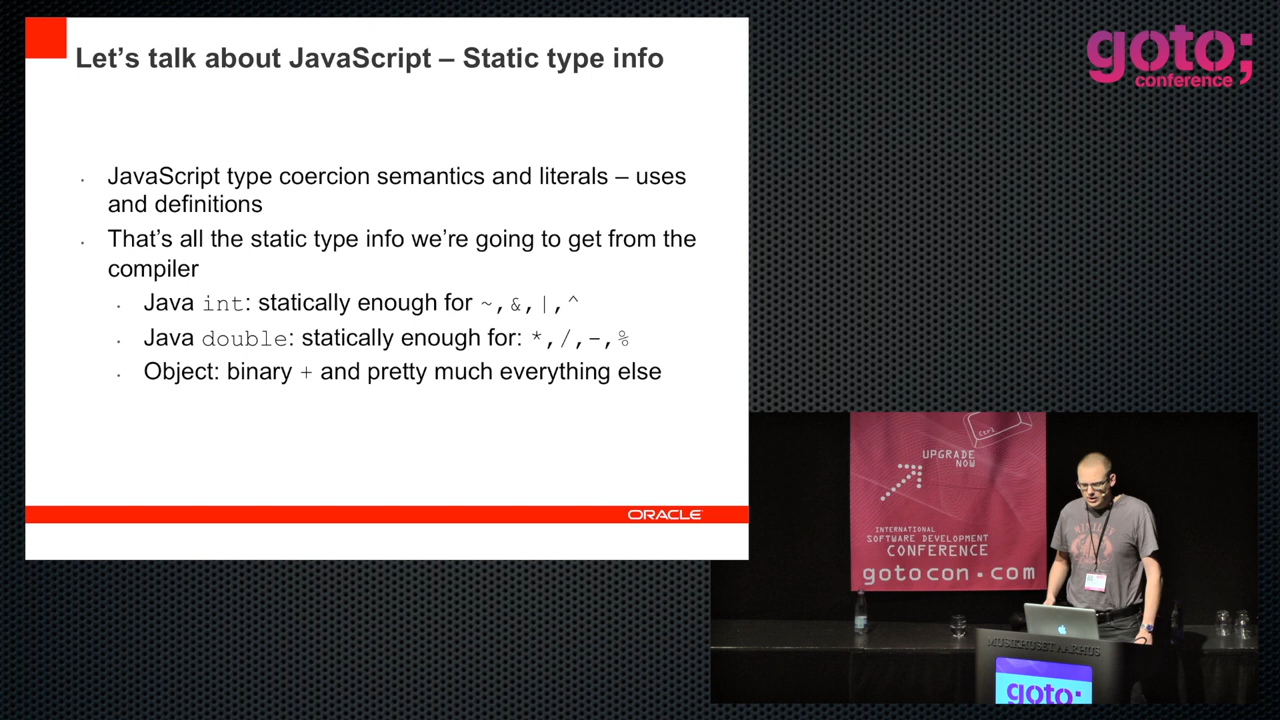 Let's talk about JavaScript – Static type info
· JavaScript type coercion semantics and literals – uses
and definitions
· That's all the static type info we're going to get from the
compiler
· Java int: statically enough for ~,&,|,^
· Java double: statically enough for: *,/,–,%
· Object: binary + and pretty much everything else
ORACLE
goto;
conference
Ctrl
UPGRADE
NOW
INTERNATIONAL
SOFTWARE DEVELOPMENT
CONFERENCE
gotocon.com
MUSIKHUSET AARHUS
goto;